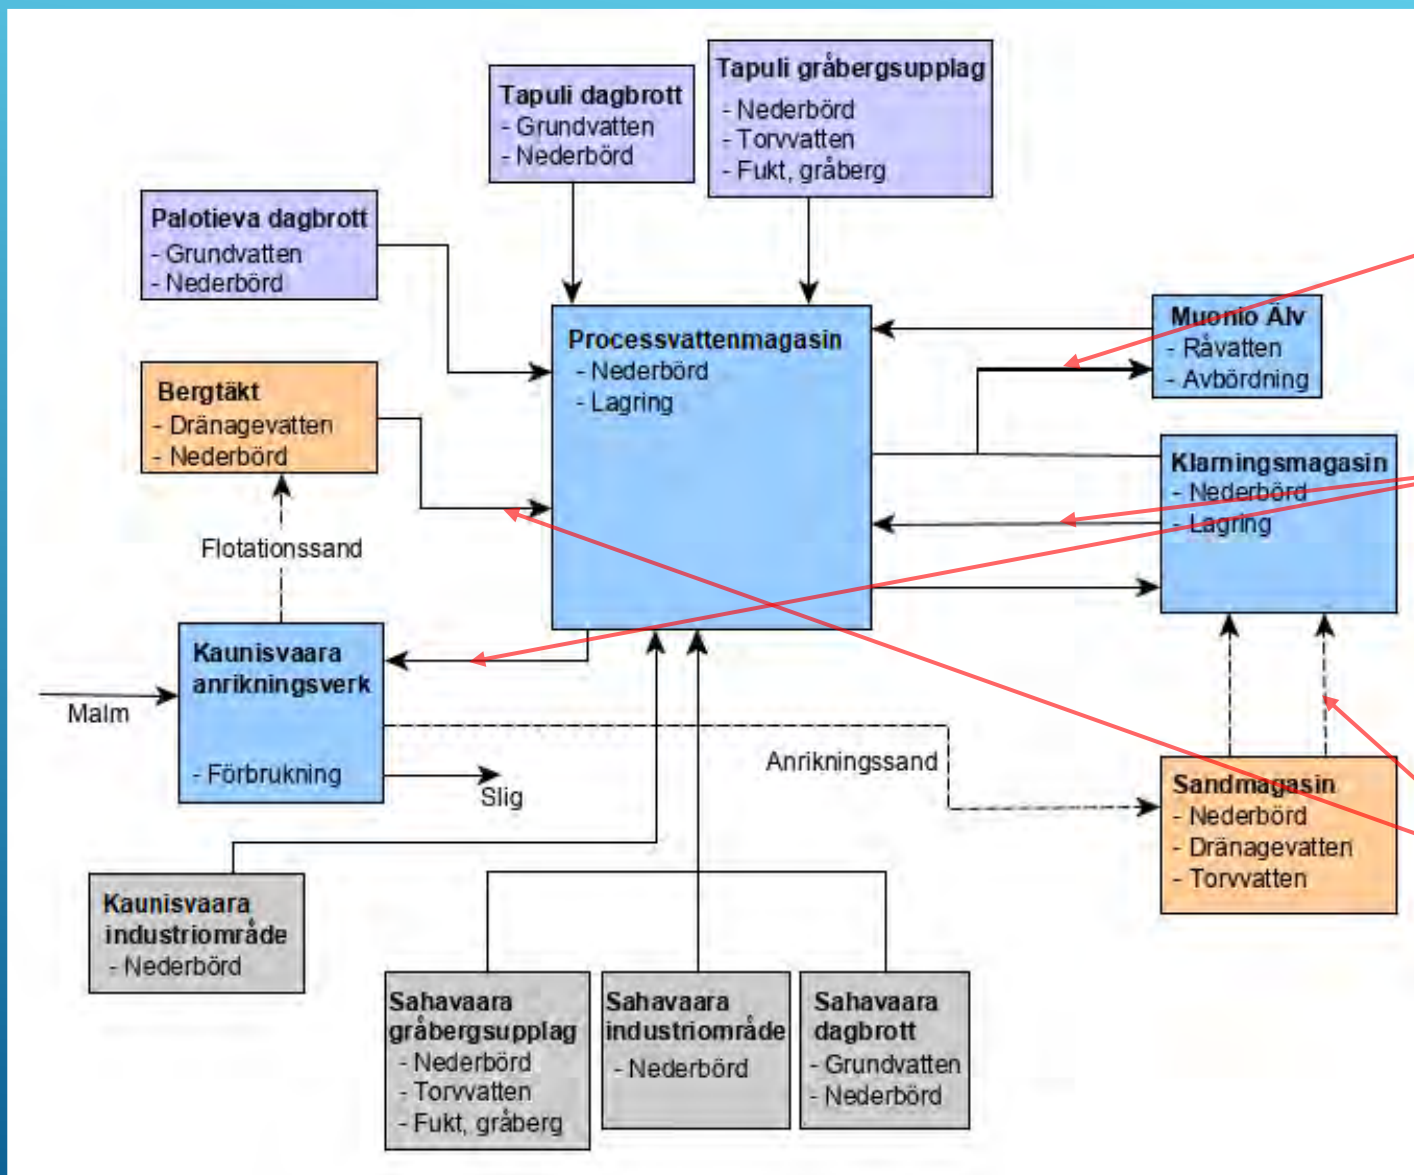 Tapuli dagbrott
- Grundvatten
- Nederbörd
Tapuli gråbergsupplag
- Nederbörd
- Torvvatten
- Fukt, gråberg
Palotieva dagbrott
- Grundvatten
- Nederbörd
Processvattenmagasin
- Nederbörd
- Lagring
Muonio Älv
- Råvatten
- Avbördning
Bergtäkt
- Dränagevatten
- Nederbörd
Klarningsmagasin
- Nederbörd
- Lagring
Flotationssand
Kaunisvaara
anrikningsverk
- Förbrukning
Malm
Slig
Anrikningssand
Sandmagasin
- Nederbörd
- Dränagevatten
- Torvvatten
Kaunisvaara
industriområde
- Nederbörd
Sahavaara
gråbergsupplag
- Nederbörd
- Torvvatten
- Fukt, gråberg
Sahavaara
industriområde
- Nederbörd
Sahavaara
dagbrott
- Grundvatten
- Nederbörd